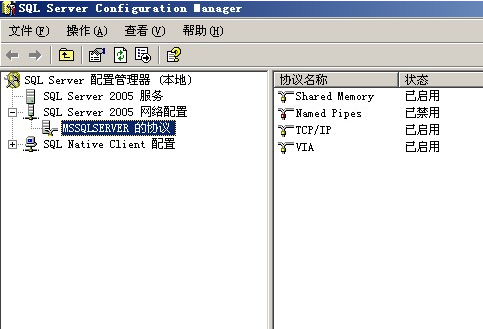 SQL Server Configuration Manager
文件(F) 操作(A) 查看(V) 帮助(H)
SQL Server 配置管理器 (本地)
SQL Server 2005 服务
SQL Server 2005 网络配置
MSSQLSERVER 的协议
SQL Native Client 配置
协议名称 状态
Shared Memory 已启用
Named Pipes 已禁用
TCP/IP 已启用
VIA 已启用